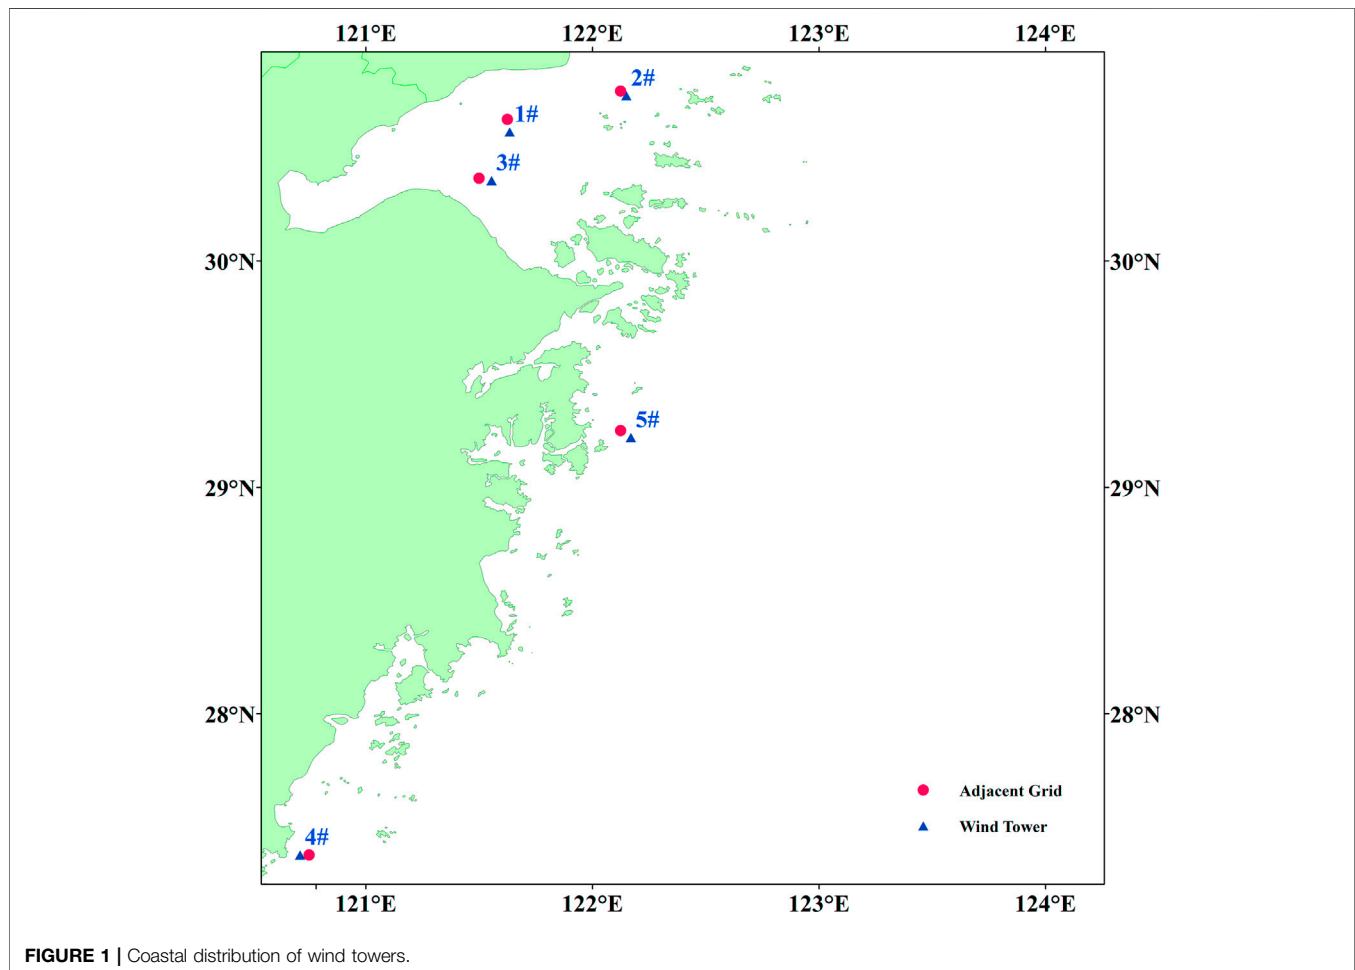 121°E 122°E 123°E 124°E
2#
1#
3#
30°N 30°N
5#
29°N 29°N
28°N 28°N
Adjacent Grid
Wind Tower
4#
121°E 122°E 123°E 124°E
FIGURE 1 | Coastal distribution of wind towers.